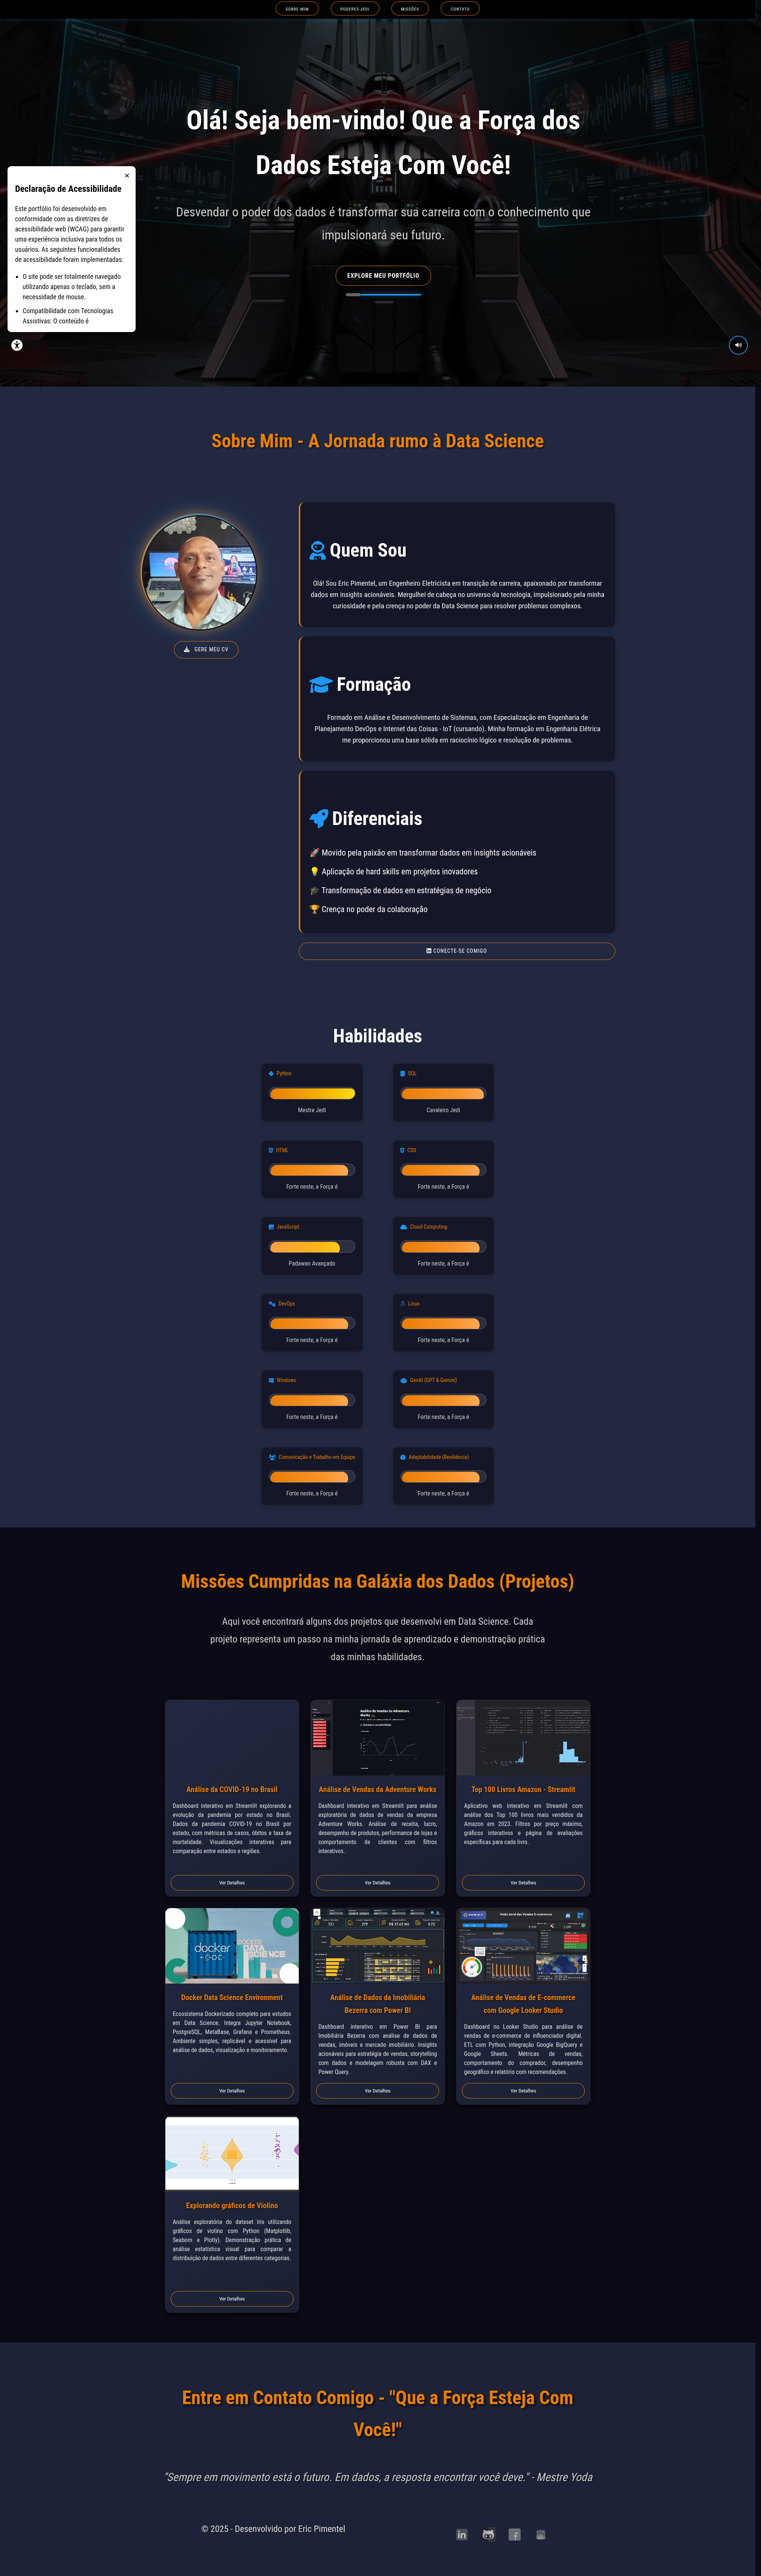 SOBRE MIM
PODERES JEDI
MISSÕES
CONTATO
Olá! Seja bem-vindo! Que a Força dos
Dados Esteja Com Você!
Desvendar o poder dos dados é transformar sua carreira com o conhecimento que
impulsionará seu futuro.
EXPLORE MEU PORTFÓLIO
×
Declaração de Acessibilidade
Este portfólio foi desenvolvido em
conformidade com as diretrizes de
acessibilidade web (WCAG) para garantir
uma experiência inclusiva para todos os
usuários. As seguintes funcionalidades
de acessibilidade foram implementadas:
O site pode ser totalmente navegado
utilizando apenas o teclado, sem a
necessidade de mouse.
Compatibilidade com Tecnologias
Assistivas: O conteúdo é
Sobre Mim - A Jornada rumo à Data Science
GERE MEU CV
Quem Sou
Olá! Sou Eric Pimentel, um Engenheiro Eletricista em transição de carreira, apaixonado por transformar
dados em insights acionáveis. Mergulhei de cabeça no universo da tecnologia, impulsionado pela minha
curiosidade e pela crença no poder da Data Science para resolver problemas complexos.
Formação
Formado em Análise e Desenvolvimento de Sistemas, com Especialização em Engenharia de
Planejamento DevOps e Internet das Coisas - IoT (cursando). Minha formação em Engenharia Elétrica
me proporcionou uma base sólida em raciocínio lógico e resolução de problemas.
Diferenciais
🚀 Movido pela paixão em transformar dados em insights acionáveis
💡 Aplicação de hard skills em projetos inovadores
🎓 Transformação de dados em estratégias de negócio
🏆 Crença no poder da colaboração
CONECTE-SE COMIGO
Habilidades
Python
Mestre Jedi
SQL
Cavaleiro Jedi
HTML
Forte neste, a Força é
CSS
Forte neste, a Força é
JavaScript
Padawan Avançado
Cloud Computing
Forte neste, a Força é
DevOps
Forte neste, a Força é
Linux
Forte neste, a Força é
Windows
Forte neste, a Força é
GenAI (GPT & Gemini)
Forte neste, a Força é
Comunicação e Trabalho em Equipe
Forte neste, a Força é
Adaptabilidade (Resiliência)
Forte neste, a Força é
Missões Cumpridas na Galáxia dos Dados (Projetos)
Aqui você encontrará alguns dos projetos que desenvolvi em Data Science. Cada
projeto representa um passo na minha jornada de aprendizado e demonstração prática
das minhas habilidades.
Análise da COVID-19 no Brasil
Dashboard interativo em Streamlit explorando a
evolução da pandemia por estado no Brasil.
Dados da pandemia COVID-19 no Brasil por
estado, com métricas de casos, óbitos e taxa de
mortalidade. Visualizações interativas para
comparação entre estados e regiões.
Ver Detalhes
Análise de Vendas da Adventure
Works
Análise de Vendas da Adventure Works
Dashboard interativo em Streamlit para análise
exploratória de dados de vendas da empresa
Adventure Works. Análise de receita, lucro,
desempenho de produtos, performance de lojas e
comportamento de clientes com filtros
interativos.
Ver Detalhes
Top 100 Livros Amazon - Streamlit
Aplicativo web interativo em Streamlit com
análise dos Top 100 livros mais vendidos da
Amazon em 2023. Filtros por preço máximo,
gráficos interativos e página de avaliações
específicas para cada livro.
Ver Detalhes
docker
DOCKER
DATA
SCIENCE
Docker Data Science Environment
Ecossistema Dockerizado completo para estudos
em Data Science. Integra Jupyter Notebook,
PostgreSQL, MetaBase, Grafana e Prometheus.
Ambiente simples, replicável e acessível para
análise de dados, visualização e monitoramento.
Ver Detalhes
Análise de Dados da Imobiliária
Bezerra com Power BI
Dashboard interativo em Power BI para
Imobiliária Bezerra com análise de dados de
vendas, imóveis e mercado imobiliário. Insights
acionáveis para estratégia de vendas, storytelling
com dados e modelagem robusta com DAX e
Power Query.
Ver Detalhes
Visão Geral das Vendas E-commerce
Análise de Vendas de E-commerce
com Google Looker Studio
Dashboard no Looker Studio para análise de
vendas de e-commerce de influenciador digital.
ETL com Python, integração Google BigQuery e
Google Sheets. Métricas de vendas,
comportamento do comprador, desempenho
geográfico e relatório com recomendações.
Ver Detalhes
Explorando gráficos de Violino
Análise exploratória do dataset Iris utilizando
gráficos de violino com Python (Matplotlib,
Seaborn e Plotly). Demonstração prática de
análise estatística visual para comparar a
distribuição de dados entre diferentes categorias.
Ver Detalhes
Entre em Contato Comigo - "Que a Força Esteja Com
Você!"
"Sempre em movimento está o futuro. Em dados, a resposta encontrar você deve." - Mestre Yoda
© 2025 - Desenvolvido por Eric Pimentel